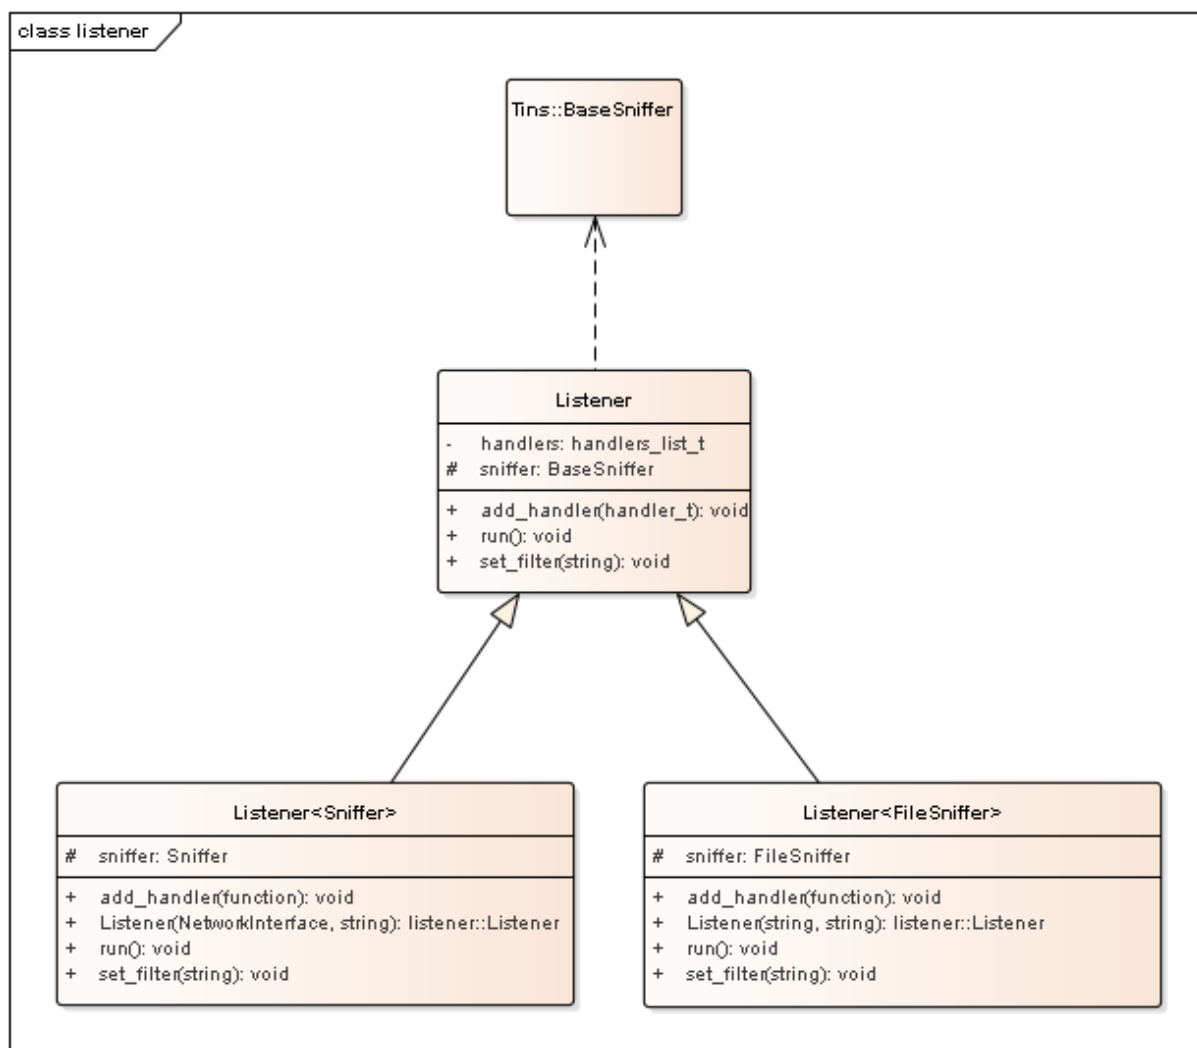 class listener
Tins::BaseSniffer
Listener
- handlers: handlers_list_t
# sniffer: BaseSniffer
+ add_handler(handler_t): void
+ run(): void
+ set_filter(string): void
Listener<Sniffer>
# sniffer: Sniffer
+ add_handler(function): void
+ Listener(NetworkInterface, string): listener::Listener
+ run(): void
+ set_filter(string): void
Listener<FileSniffer>
# sniffer: FileSniffer
+ add_handler(function): void
+ Listener(string, string): listener::Listener
+ run(): void
+ set_filter(string): void